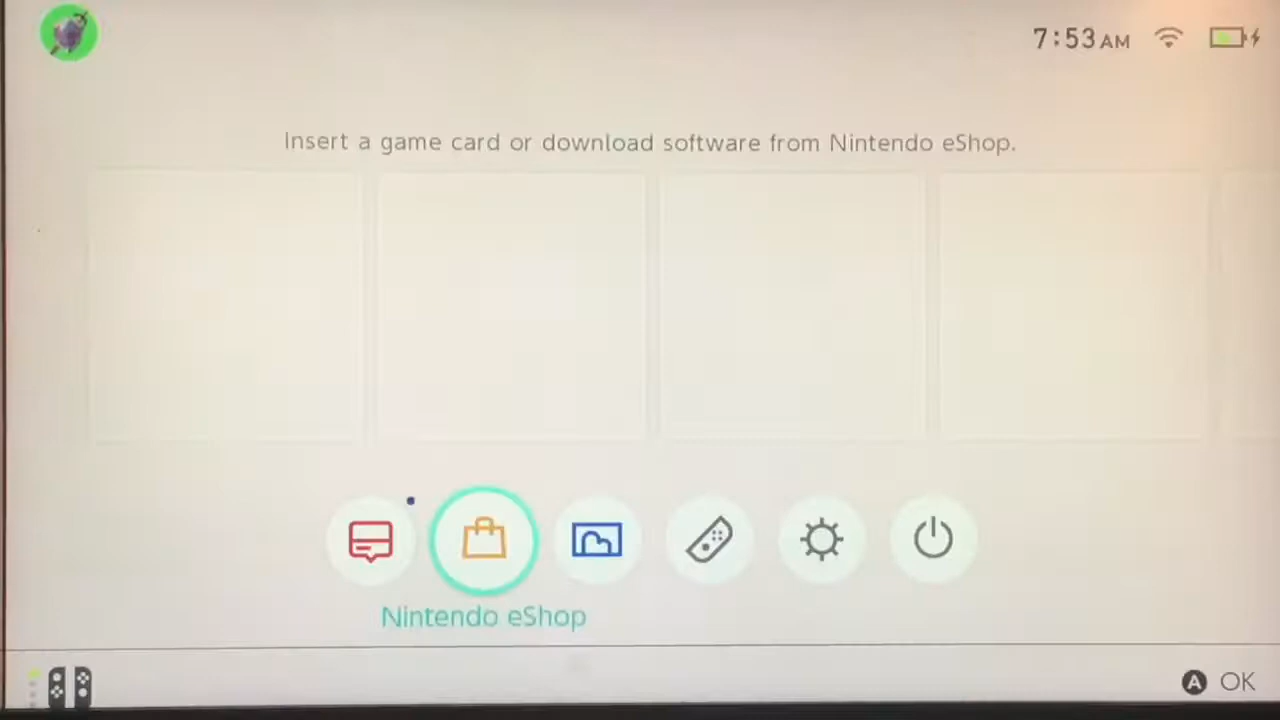 7:53 AM
Insert a game card or download software from Nintendo eShop.
Nintendo eShop
A OK